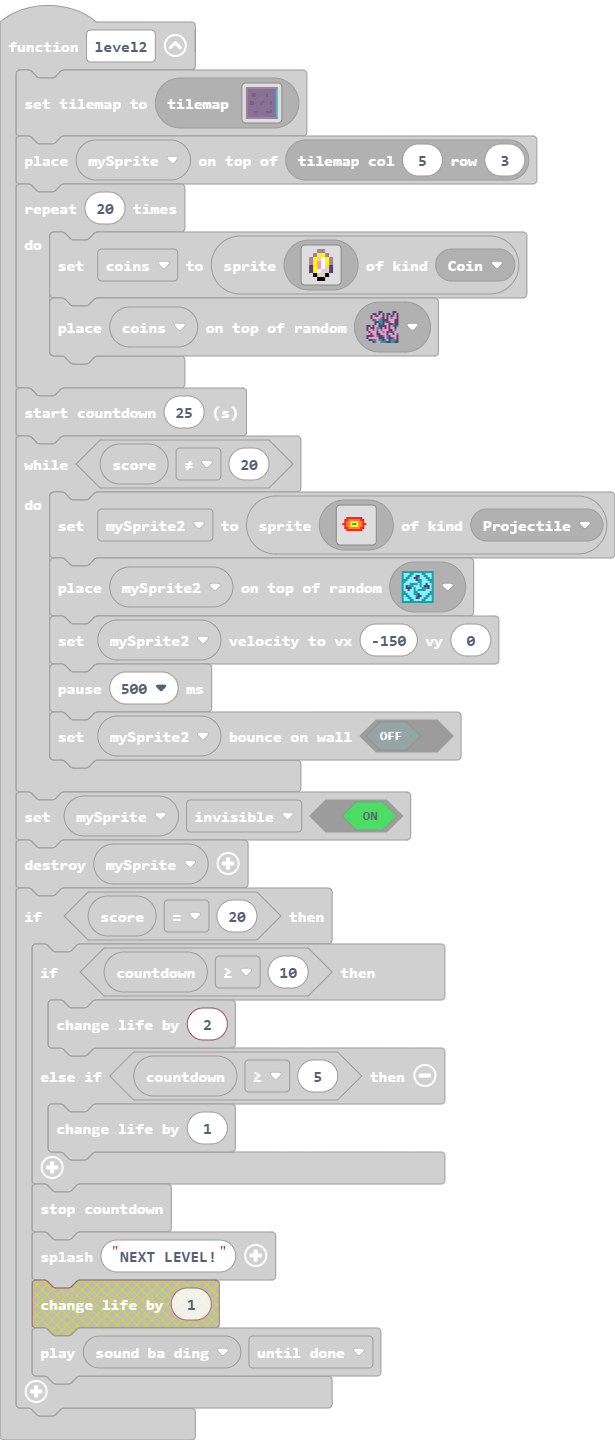 function level2
set tilemap to tilemap
place mySprite on top of tilemap col 5 row 3
repeat 20 times
do
set coins to sprite of kind Coin
place coins on top of random
start countdown 25 (s)
while score ≠ 20
do
set mySprite2 to sprite of kind Projectile
place mySprite2 on top of random
set mySprite2 velocity to vx -150 vy 0
pause 500 ms
set mySprite2 bounce on wall OFF
set mySprite invisible ON
destroy mySprite
if score = 20 then
if countdown ≥ 10 then
change life by 2
else if countdown ≥ 5 then
change life by 1
stop countdown
splash "NEXT LEVEL!"
change life by 1
play sound ba ding until done